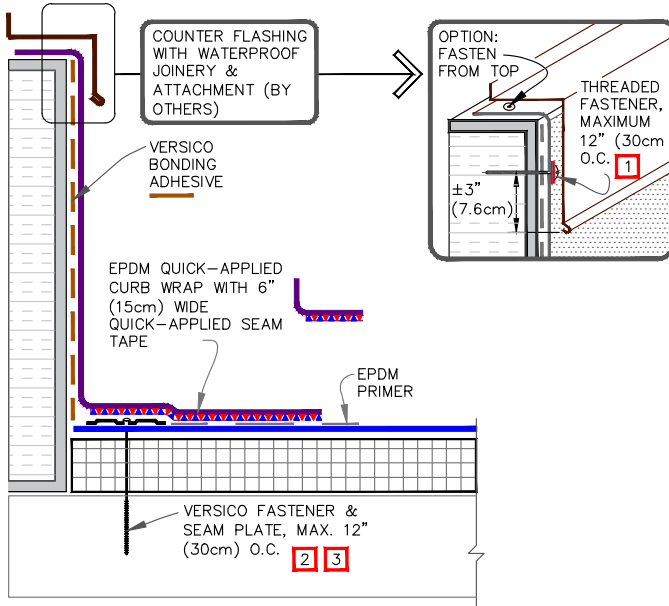 COUNTER FLASHING
WITH WATERPROOF
JOINERY &
ATTACHMENT (BY
OTHERS)
OPTION:
FASTEN
FROM TOP
THREADED
FASTENER,
MAXIMUM
12" (30cm
O.C. 1
±3"
(7.6cm)
VERSICO
BONDING
ADHESIVE
EPDM QUICK-APPLIED
CURB WRAP WITH 6"
(15cm) WIDE
QUICK-APPLIED SEAM
TAPE
EPDM
PRIMER
VERSICO FASTENER &
SEAM PLATE, MAX. 12"
(30cm) O.C. 2 3